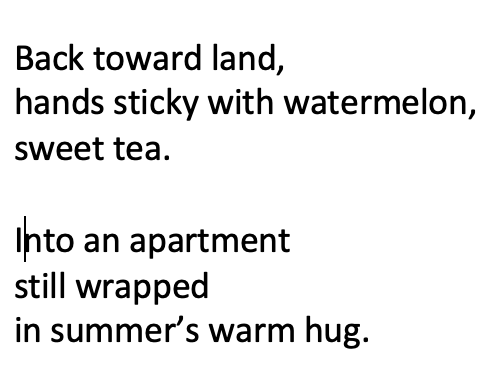 Back toward land,
hands sticky with watermelon,
sweet tea.
Into an apartment
still wrapped
in summer’s warm hug.